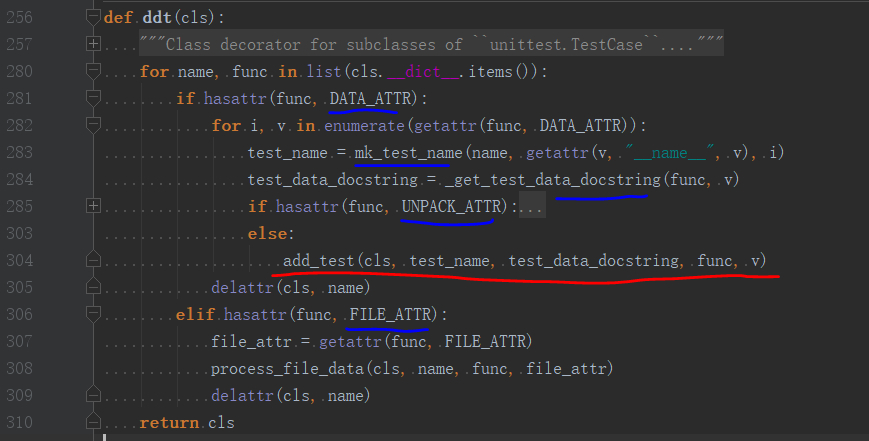 256 def ddt(cls):
257     """Class decorator for subclasses of ``unittest.TestCase``...."""
280     for name, func in list(cls.__dict__.items()):
281         if hasattr(func, DATA_ATTR):
282             for i, v in enumerate(getattr(func, DATA_ATTR)):
283                 test_name = mk_test_name(name, getattr(v, "__name__", v), i)
284                 test_data_docstring = _get_test_data_docstring(func, v)
285                 if hasattr(func, UNPACK_ATTR):...
303                 else:
304                     add_test(cls, test_name, test_data_docstring, func, v)
305             delattr(cls, name)
306         elif hasattr(func, FILE_ATTR):
307             file_attr = getattr(func, FILE_ATTR)
308             process_file_data(cls, name, func, file_attr)
309             delattr(cls, name)
310     return cls